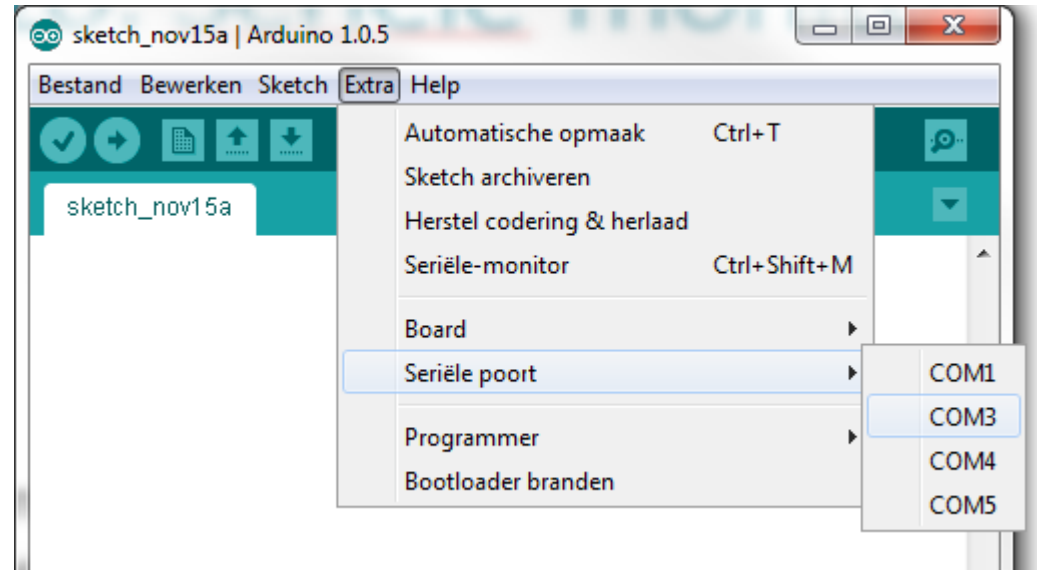 sketch_nov15a | Arduino 1.0.5
Bestand Bewerken Sketch Extra Help
Automatische opmaak Ctrl+T
Sketch archiveren
Herstel codering & herlaad
Seriële-monitor Ctrl+Shift+M
Board
Seriële poort
Programmer
Bootloader branden
sketch_nov15a
COM1
COM3
COM4
COM5